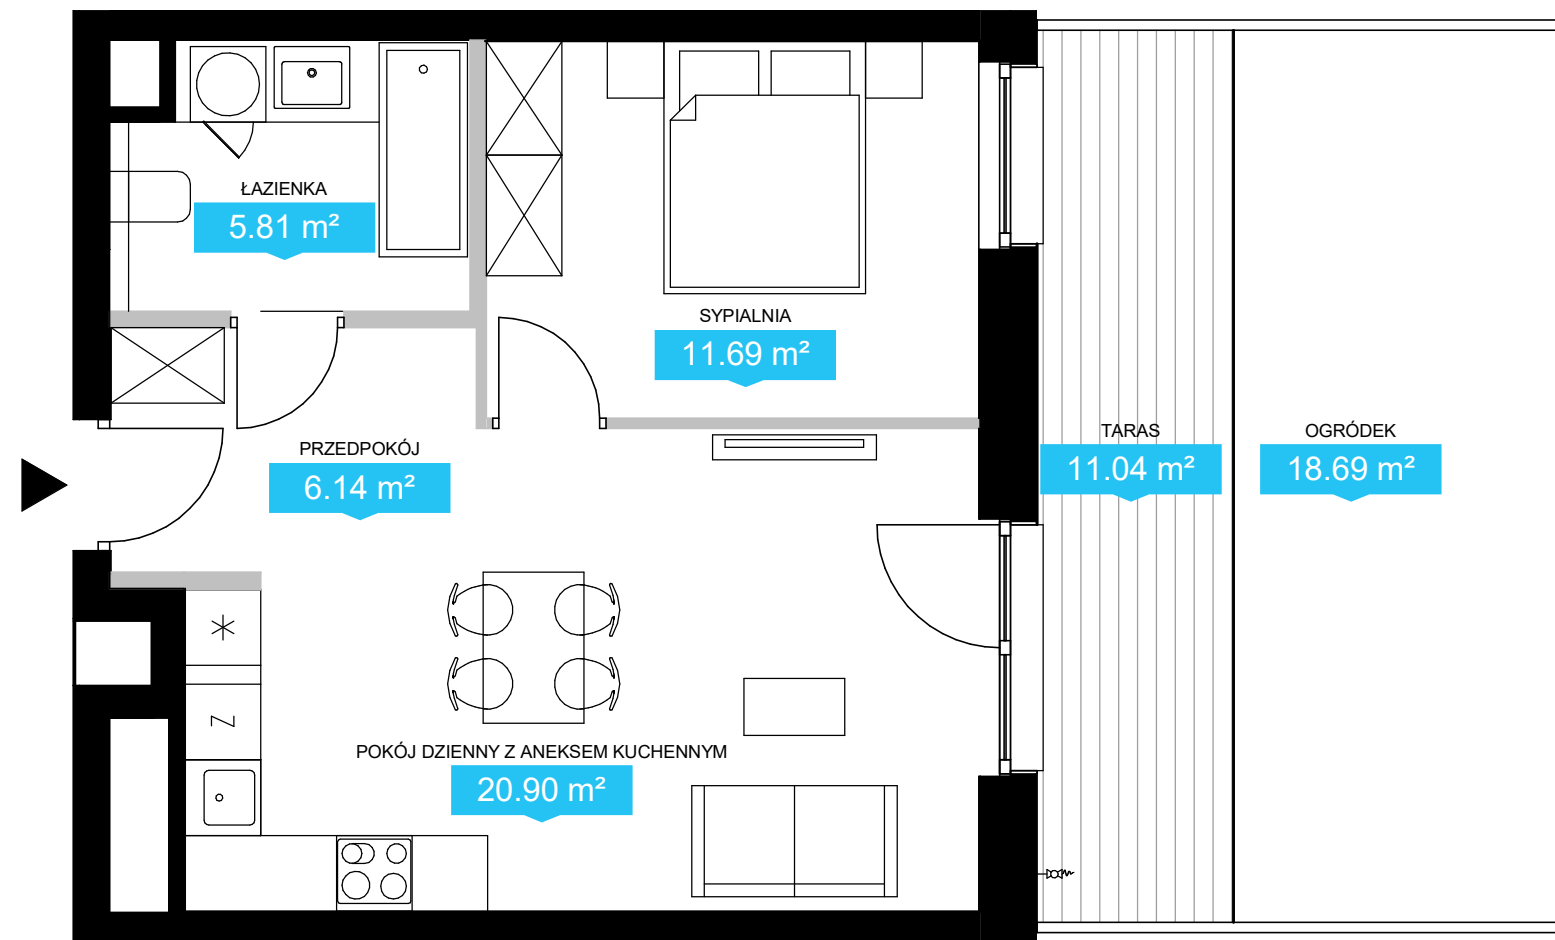 ŁAZIENKA
5.81 m²
SYPIALNIA
11.69 m²
PRZEDPOKÓJ
6.14 m²
TARAS
11.04 m²
OGRÓDEK
18.69 m²
Z
POKÓJ DZIENNY Z ANEKSEM KUCHENNYM
20.90 m²